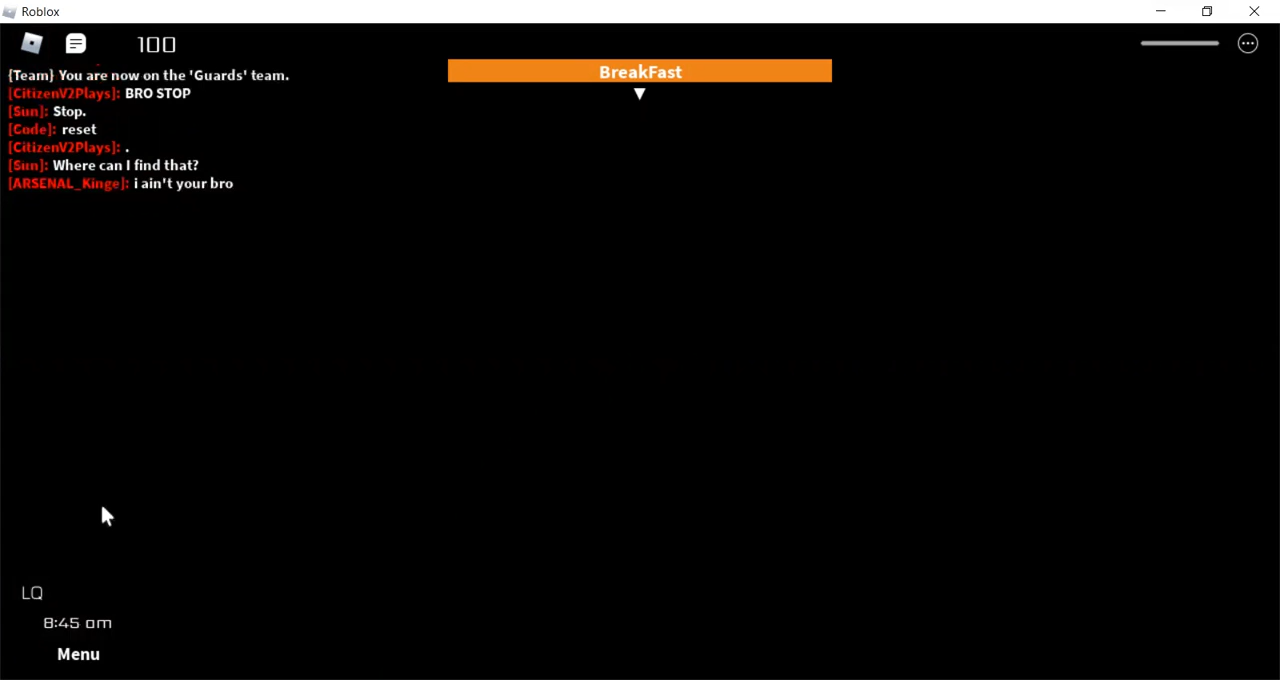 Roblox
100
{Team} You are now on the 'Guards' team.
[CitizenV2Plays]: BRO STOP
[Sun]: Stop.
[Code]: reset
[CitizenV2Plays]: .
[Sun]: Where can I find that?
[ARSENAL_Kinge]: i ain't your bro
BreakFast
LQ
8:45 am
Menu